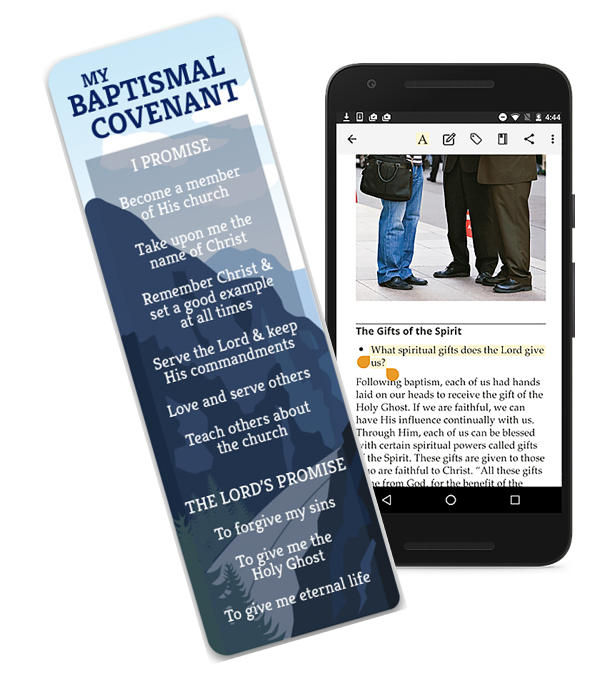 MY
BAPTISMAL
COVENANT
I PROMISE
Become a member
of His church
Take upon me the
name of Christ
Remember Christ &
set a good example
at all times
Serve the Lord & keep
His commandments
Love and serve others
Teach others about
the church
THE LORD'S PROMISE
To forgive my sins
To give me the
Holy Ghost
To give me eternal life
4:44
A
The Gifts of the Spirit
• What spiritual gifts does the Lord give
us?
Following baptism, each of us had hands
laid on our heads to receive the gift of the
Holy Ghost. If we are faithful, we can
have His influence continually with us.
Through Him, each of us can be blessed
with certain spiritual powers called gifts
the Spirit. These gifts are given to those
who are faithful to Christ. “All these gifts
from God, for the benefit of the